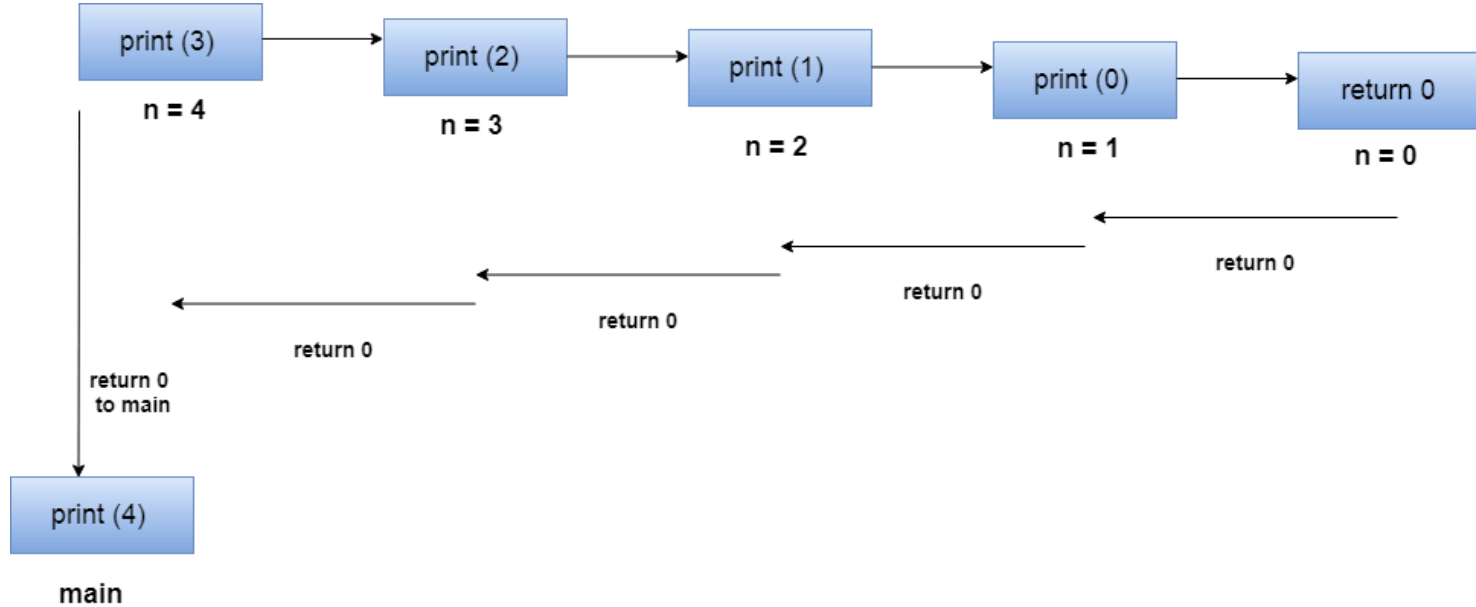 print (3)
print (2)
print (1)
print (0)
return 0
n = 4
n = 3
n = 2
n = 1
n = 0
return 0
return 0
return 0
return 0
return 0
to main
print (4)
main